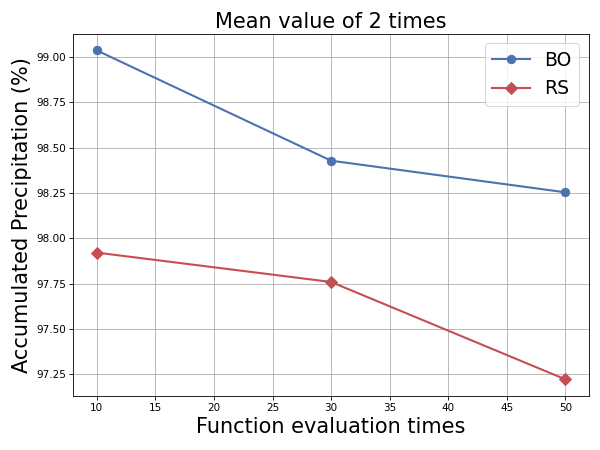 Mean value of 2 times
BO
RS
Accumulated Precipitation (%)
99.00
98.75
98.50
98.25
98.00
97.75
97.50
97.25
10 15 20 25 30 35 40 45 50
Function evaluation times